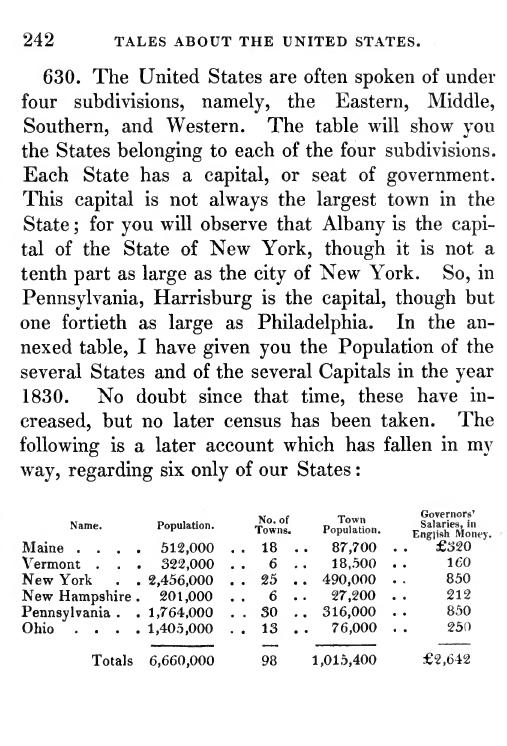 242 TALES ABOUT THE UNITED STATES.
630. The United States are often spoken of under
four subdivisions, namely, the Eastern, Middle,
Southern, and Western. The table will show you
the States belonging to each of the four subdivisions.
Each State has a capital, or seat of government.
This capital is not always the largest town in the
State; for you will observe that Albany is the capi-
tal of the State of New York, though it is not a
tenth part as large as the city of New York. So, in
Pennsylvania, Harrisburg is the capital, though but
one fortieth as large as Philadelphia. In the an-
nexed table, I have given you the Population of the
several States and of the several Capitals in the year
1830. No doubt since that time, these have in-
creased, but no later census has been taken. The
following is a later account which has fallen in my
way, regarding six only of our States:
Name. Population. No. of Towns. Town Population. Governors' Salaries, in English Money.
Maine . . . . 512,000 . . 18 . . 87,700 . . £320
Vermont . . . 322,000 . . 6 . . 18,500 . . 160
New York . . 2,456,000 . . 25 . . 490,000 . . 850
New Hampshire . 201,000 . . 6 . . 27,200 . . 212
Pennsylvania . . 1,764,000 . . 30 . . 316,000 . . 850
Ohio . . . . 1,405,000 . . 13 . . 76,000 . . 250
Totals 6,660,000 98 1,015,400 £2,642